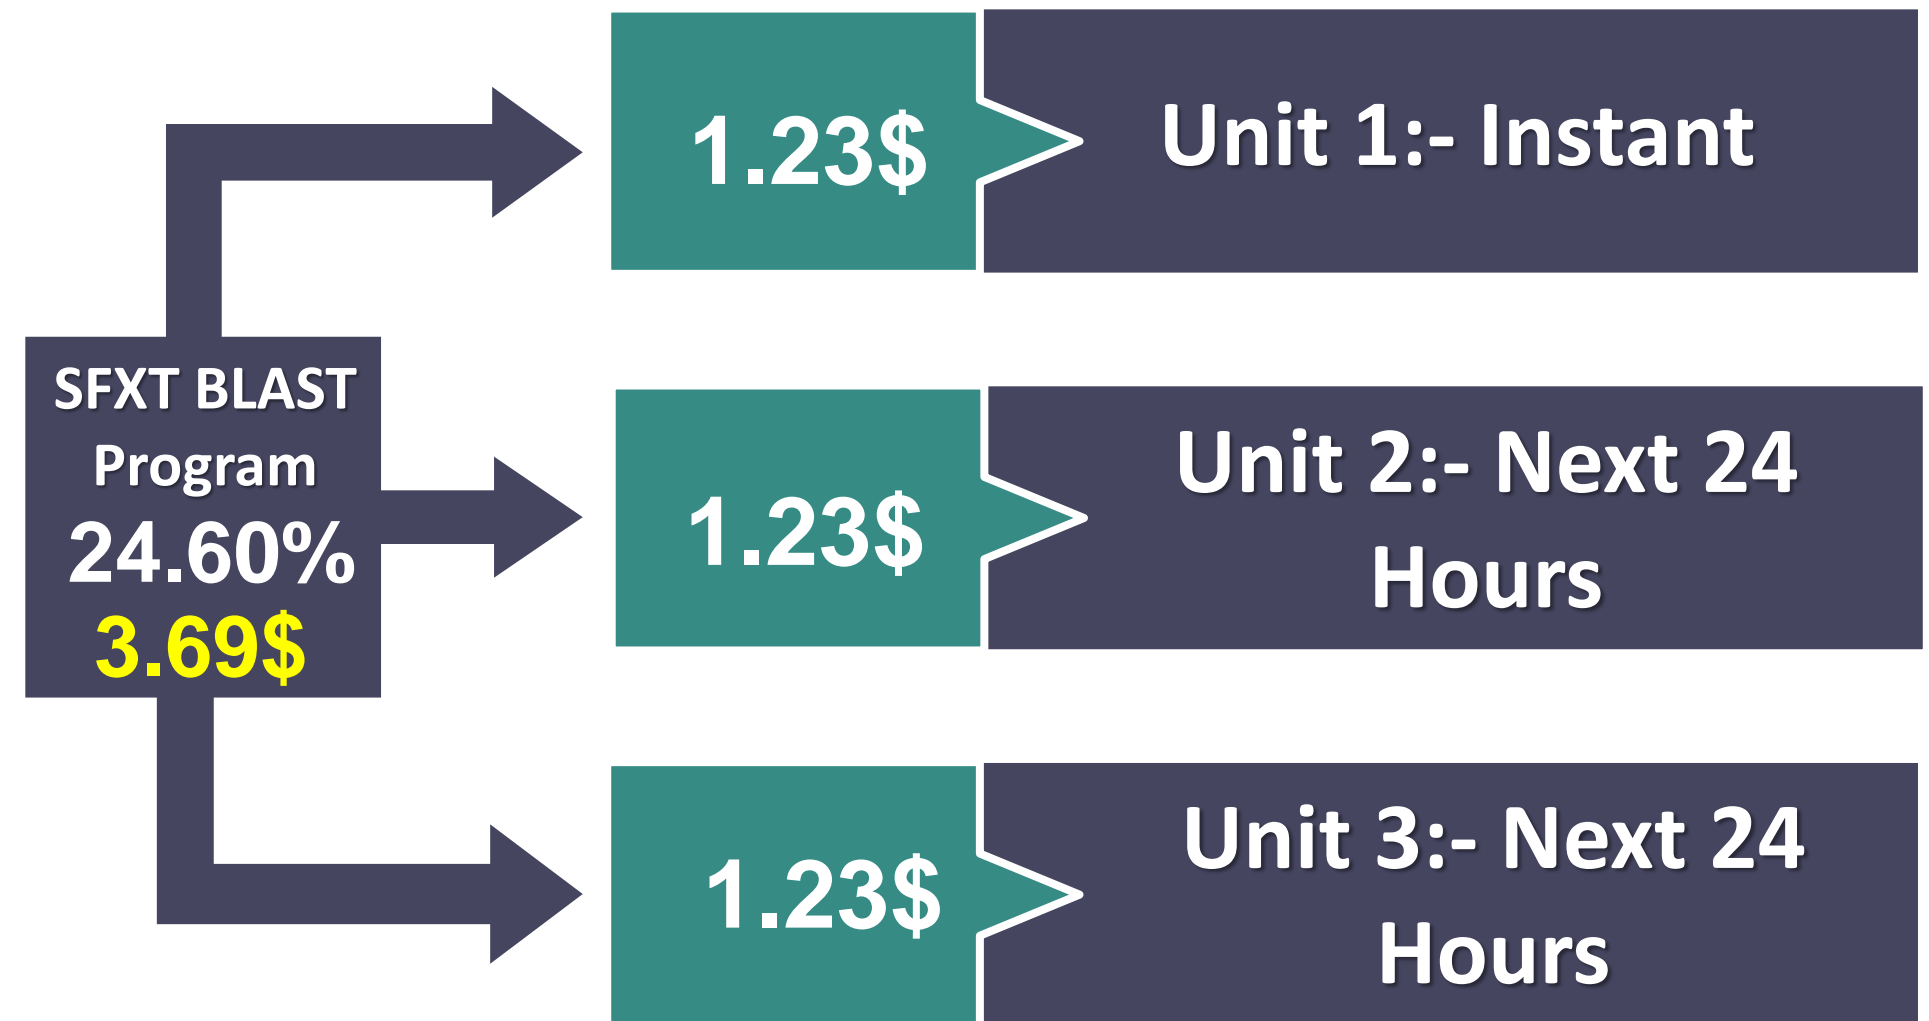 SFXT BLAST
Program
24.60%
3.69$
1.23$
Unit 1:- Instant
1.23$
Unit 2:- Next 24
Hours
1.23$
Unit 3:- Next 24
Hours